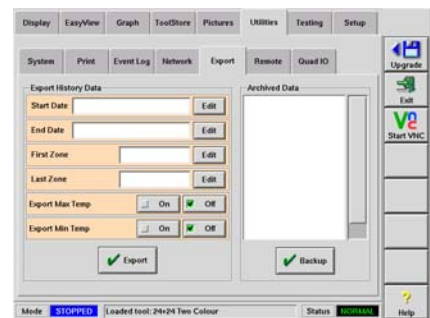 Display EasyView Graph ToolStore Pictures Utilities Testing Setup
System Print Event Log Network Export Remote Quad IO
Upgrade
Exit
VNC
Start VNC
Export History Data
Start Date Edit
End Date Edit
First Zone Edit
Last Zone Edit
Export Max Temp On Off
Export Min Temp On Off
Export
Archived Data
Backup
? Help
Mode STOPPED Loaded tool: 24+24 Two Colour Status NORMAL